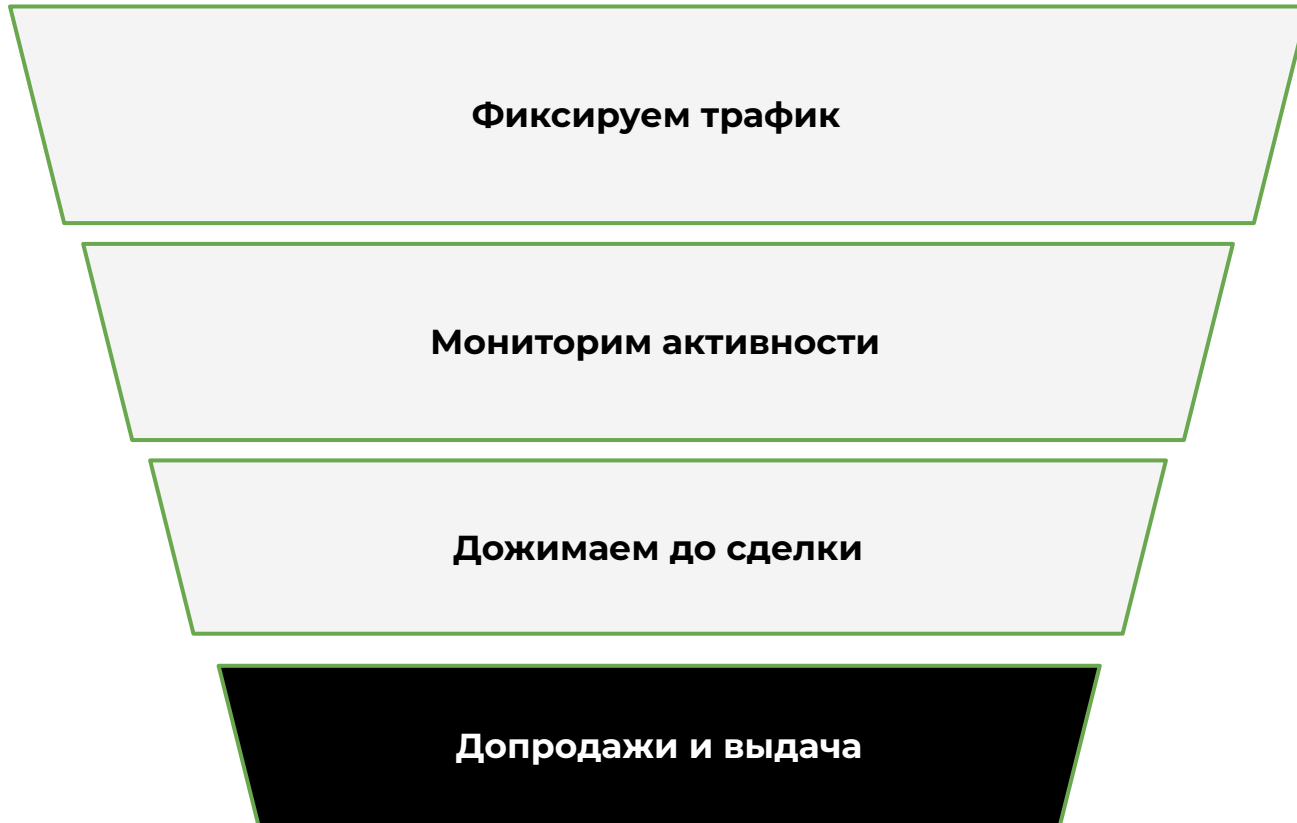 Фиксируем трафик
Мониторим активности
Дожимаем до сделки
Допродажи и выдача